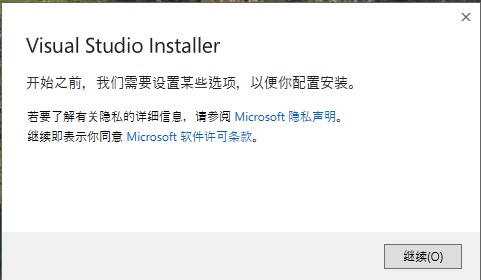 Visual Studio Installer
开始之前，我们需要设置某些选项，以便你配置安装。
若要了解有关隐私的详细信息，请参阅 Microsoft 隐私声明。
继续即表示你同意 Microsoft 软件许可条款。
继续(O)